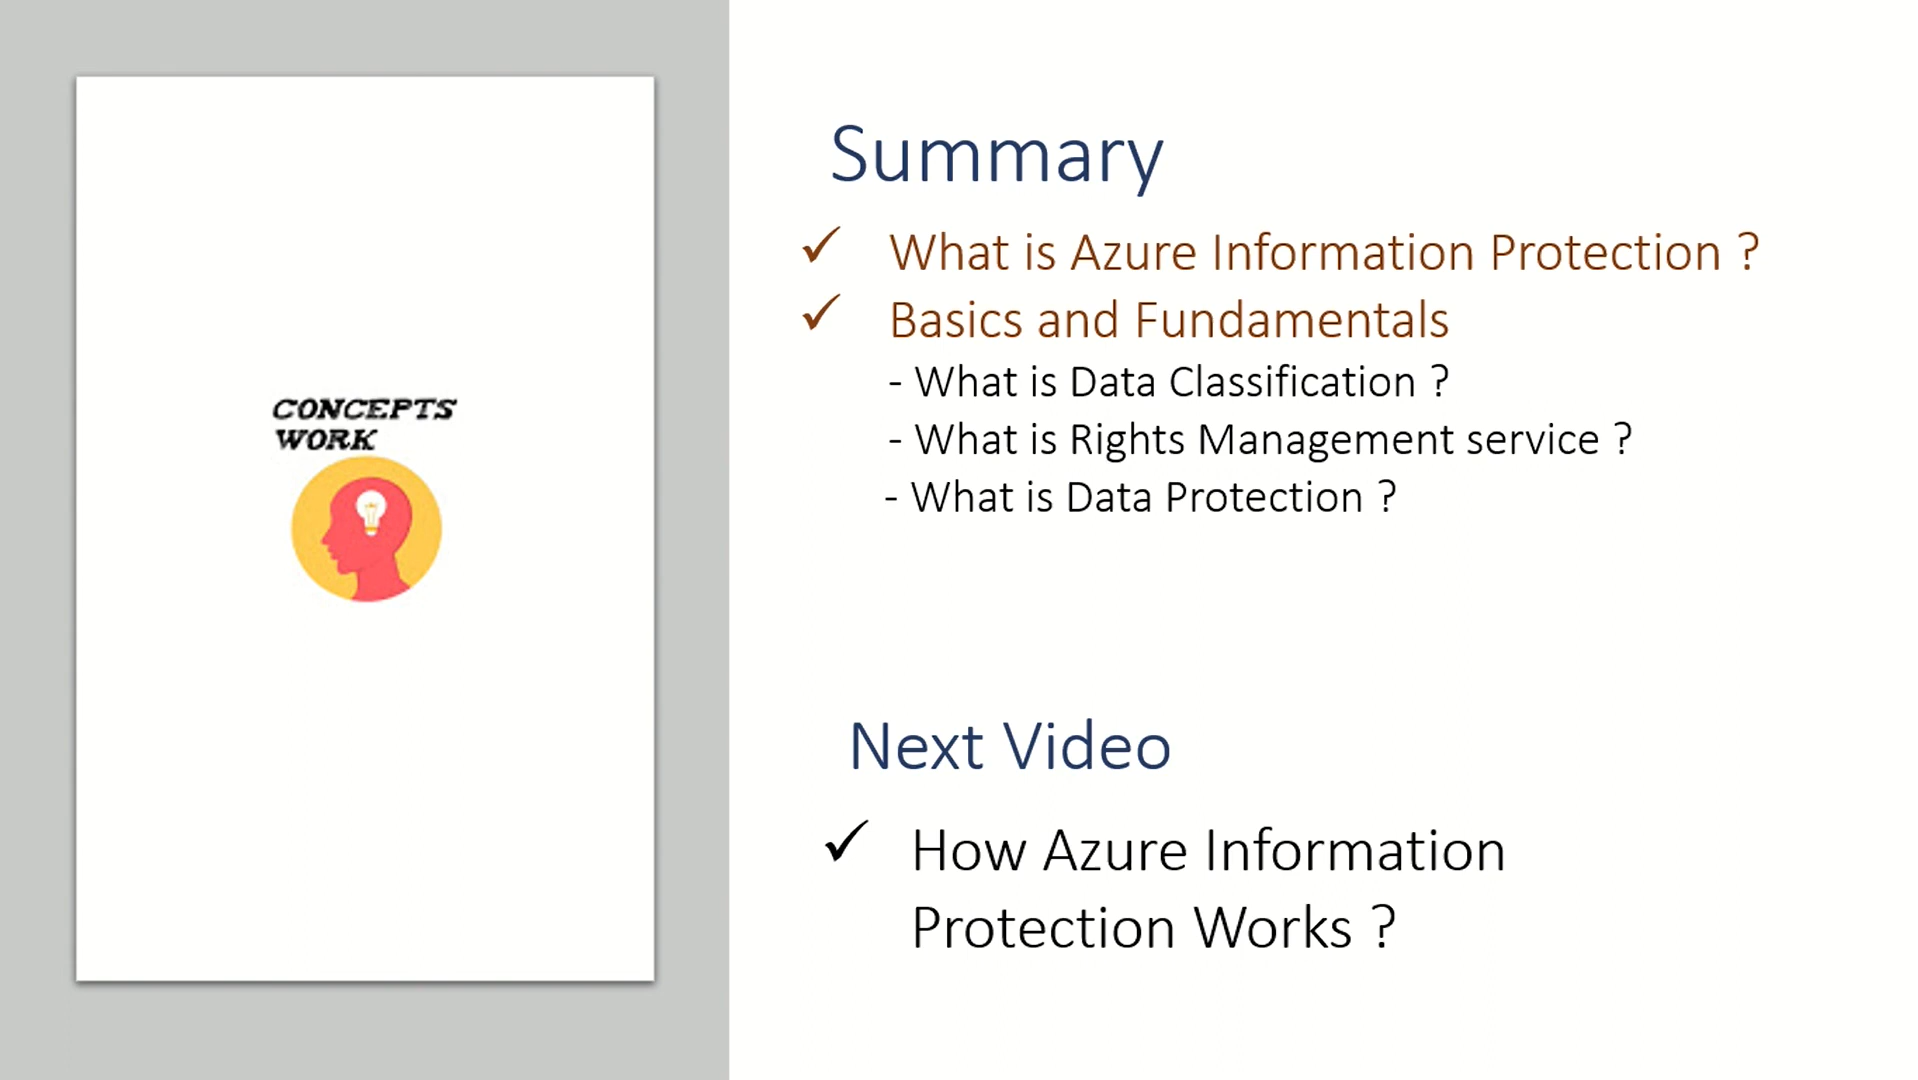 CONCEPTS
WORK
Summary
✓ What is Azure Information Protection ?
✓ Basics and Fundamentals
- What is Data Classification ?
- What is Rights Management service ?
- What is Data Protection ?
Next Video
✓ How Azure Information
Protection Works ?